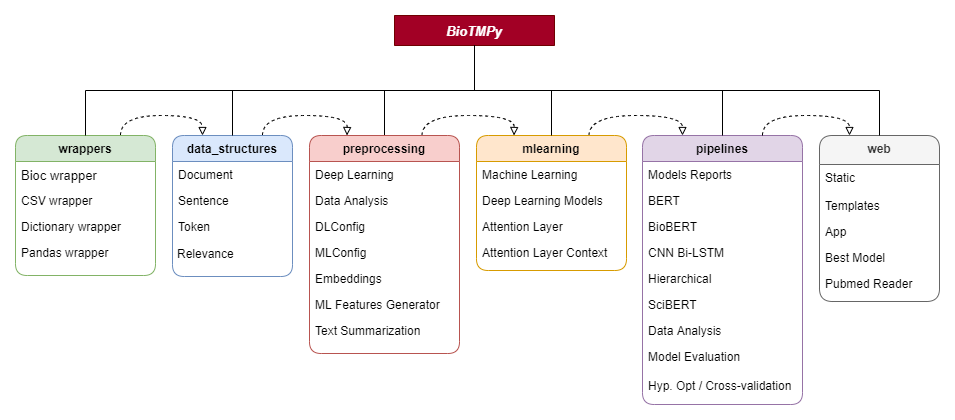 BioTMPy
wrappers
Bioc wrapper
CSV wrapper
Dictionary wrapper
Pandas wrapper
data_structures
Document
Sentence
Token
Relevance
preprocessing
Deep Learning
Data Analysis
DLConfig
MLConfig
Embeddings
ML Features Generator
Text Summarization
mlearning
Machine Learning
Deep Learning Models
Attention Layer
Attention Layer Context
pipelines
Models Reports
BERT
BioBERT
CNN Bi-LSTM
Hierarchical
SciBERT
Data Analysis
Model Evaluation
Hyp. Opt / Cross-validation
web
Static
Templates
App
Best Model
Pubmed Reader